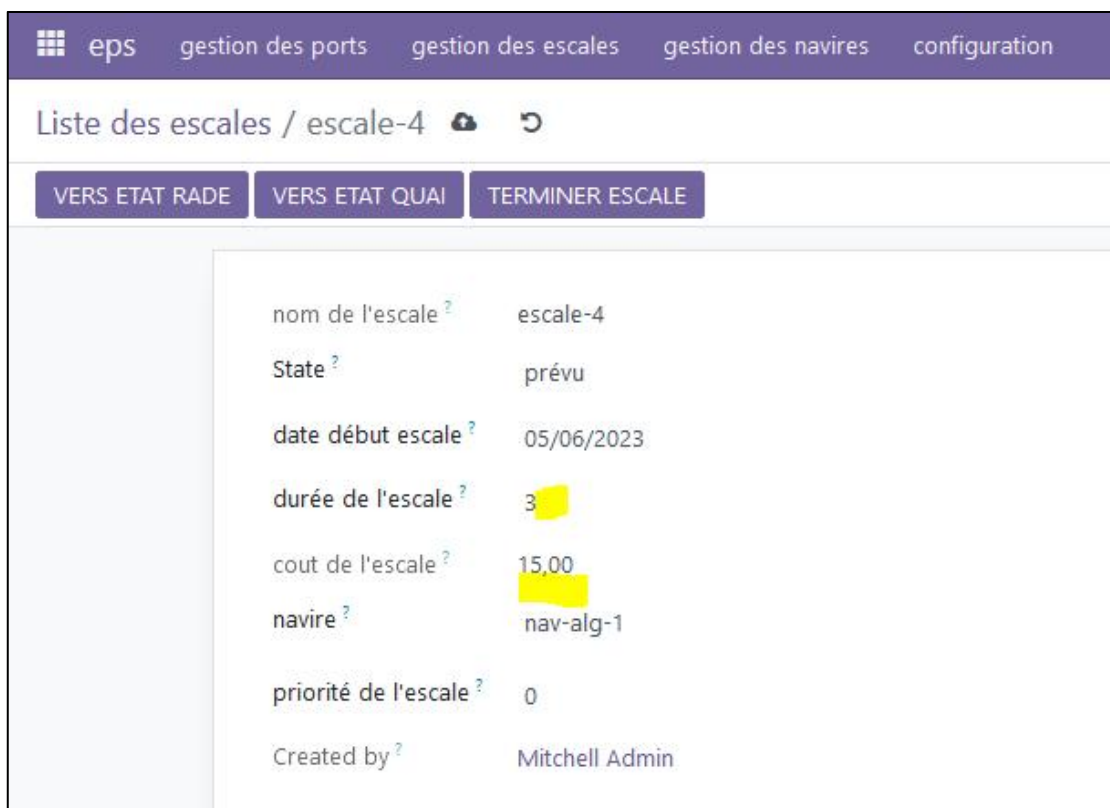 eps gestion des ports gestion des escales gestion des navires configuration
Liste des escales / escale-4
VERS ETAT RADE VERS ETAT QUAI TERMINER ESCALE
nom de l'escale ? escale-4
State ? prévu
date début escale ? 05/06/2023
durée de l'escale ? 3
cout de l'escale ? 15,00
navire ? nav-alg-1
priorité de l'escale ? 0
Created by ? Mitchell Admin